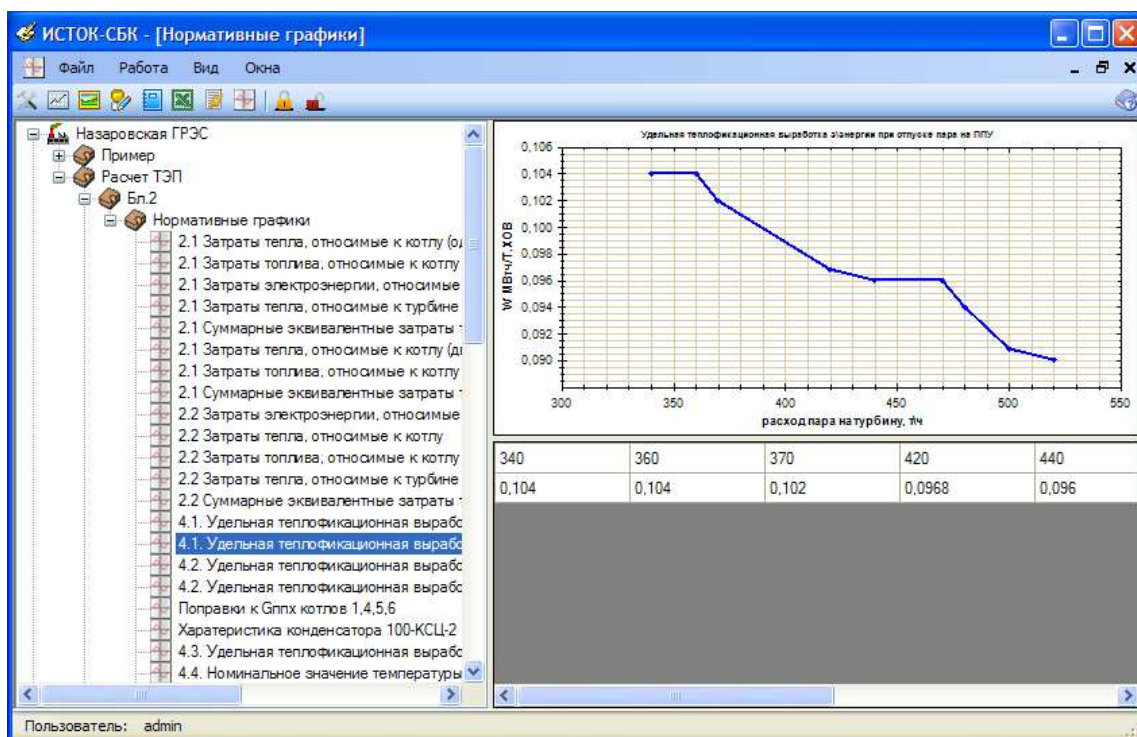 ИСТОК-СБК - [Нормативные графики]
Файл Работа Вид Окна
Назаровская ГРЭС
Пример
Расчет ТЭП
Бл.2
Нормативные графики
2.1 Затраты тепла, относимые к котлу (од
2.1 Затраты топлива, относимые к котлу
2.1 Затраты электроэнергии, относимые
2.1 Затраты тепла, относимые к турбине
2.1 Суммарные эквивалентные затраты т
2.1 Затраты тепла, относимые к котлу (дв
2.1 Затраты топлива, относимые к котлу
2.1 Суммарные эквивалентные затраты т
2.2 Затраты электроэнергии, относимые
2.2 Затраты тепла, относимые к котлу
2.2 Затраты топлива, относимые к котлу
2.2 Затраты тепла, относимые к турбине
2.2 Суммарные эквивалентные затраты т
4.1. Удельная теплофикационная вырабо
4.1. Удельная теплофикационная вырабо
4.2. Удельная теплофикационная вырабо
4.2. Удельная теплофикационная вырабо
Поправки к Gппх котлов 1,4,5,6
Харатеристика конденсатора 100-КСЦ-2
4.3. Удельная теплофикационная вырабо
4.4. Номинальное значение температуры
Удельная теплофикационная выработка э\энергии при отпуске пара на ППУ
W МВтч/Т.ХОВ
0,106
0,104
0,102
0,100
0,098
0,096
0,094
0,092
0,090
300 350 400 450 500 550
расход пара на турбину, т\ч
340 360 370 420 440
0,104 0,104 0,102 0,0968 0,096
Пользователь: admin